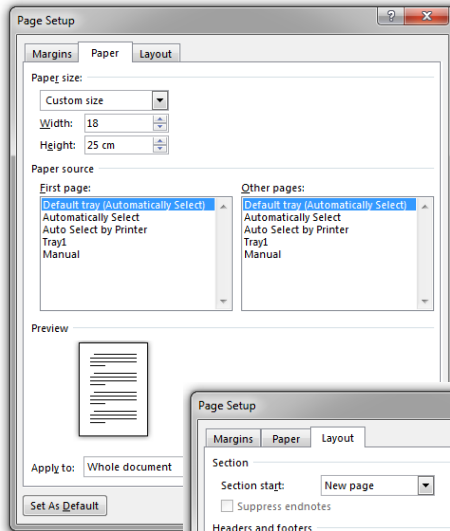 Page Setup
?
Margins Paper Layout
Paper size:
Custom size
Width: 18
Height: 25 cm
Paper source
First page: Other pages:
Default tray (Automatically Select) Default tray (Automatically Select)
Automatically Select Automatically Select
Auto Select by Printer Auto Select by Printer
Tray1 Tray1
Manual Manual
Preview
Apply to: Whole document
Set As Default
Page Setup
Margins Paper Layout
Section
Section start: New page
Suppress endnotes
Headers and footers